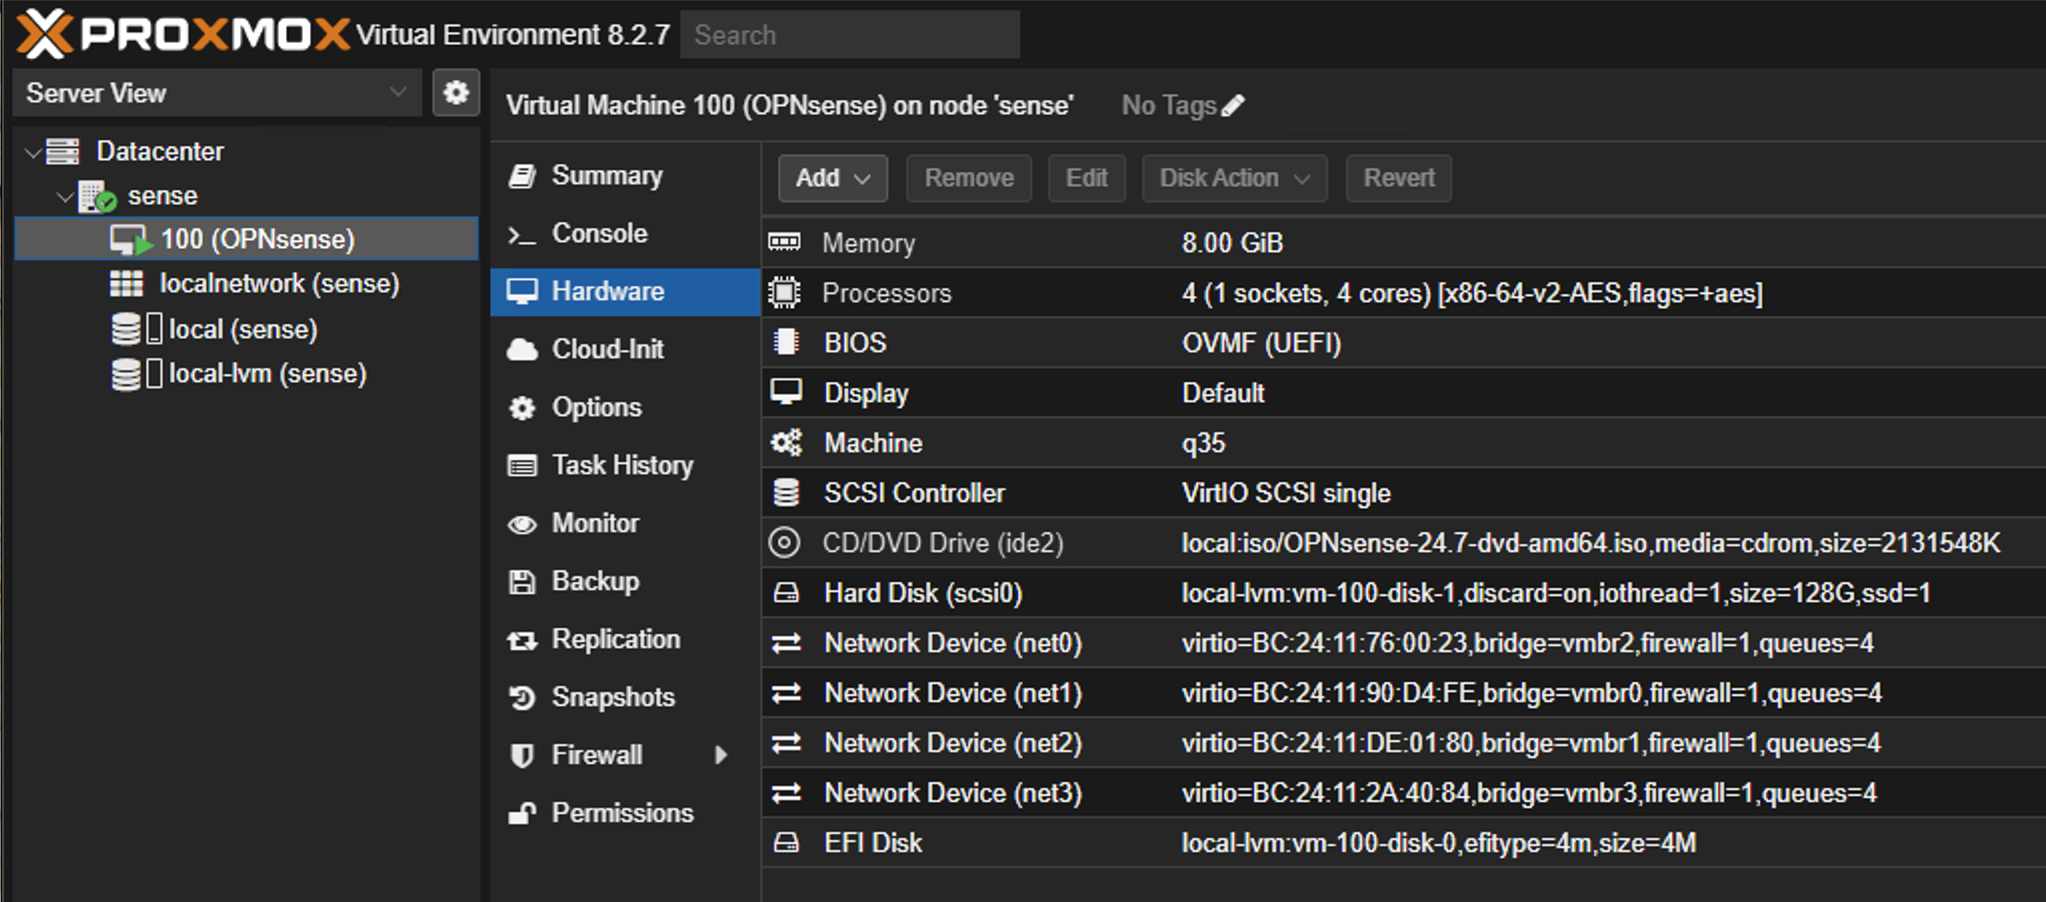 PROXMOX Virtual Environment 8.2.7 Search
Server View
Datacenter
sense
100 (OPNsense)
localnetwork (sense)
local (sense)
local-lvm (sense)
Virtual Machine 100 (OPNsense) on node 'sense' No Tags
Summary
Console
Hardware
Cloud-Init
Options
Task History
Monitor
Backup
Replication
Snapshots
Firewall
Permissions
Add Remove Edit Disk Action Revert
Memory 8.00 GiB
Processors 4 (1 sockets, 4 cores) [x86-64-v2-AES,flags=+aes]
BIOS OVMF (UEFI)
Display Default
Machine q35
SCSI Controller VirtIO SCSI single
CD/DVD Drive (ide2) local:iso/OPNsense-24.7-dvd-amd64.iso,media=cdrom,size=2131548K
Hard Disk (scsi0) local-lvm:vm-100-disk-1,discard=on,iothread=1,size=128G,ssd=1
Network Device (net0) virtio=BC:24:11:76:00:23,bridge=vmbr2,firewall=1,queues=4
Network Device (net1) virtio=BC:24:11:90:D4:FE,bridge=vmbr0,firewall=1,queues=4
Network Device (net2) virtio=BC:24:11:DE:01:80,bridge=vmbr1,firewall=1,queues=4
Network Device (net3) virtio=BC:24:11:2A:40:84,bridge=vmbr3,firewall=1,queues=4
EFI Disk local-lvm:vm-100-disk-0,efitype=4m,size=4M